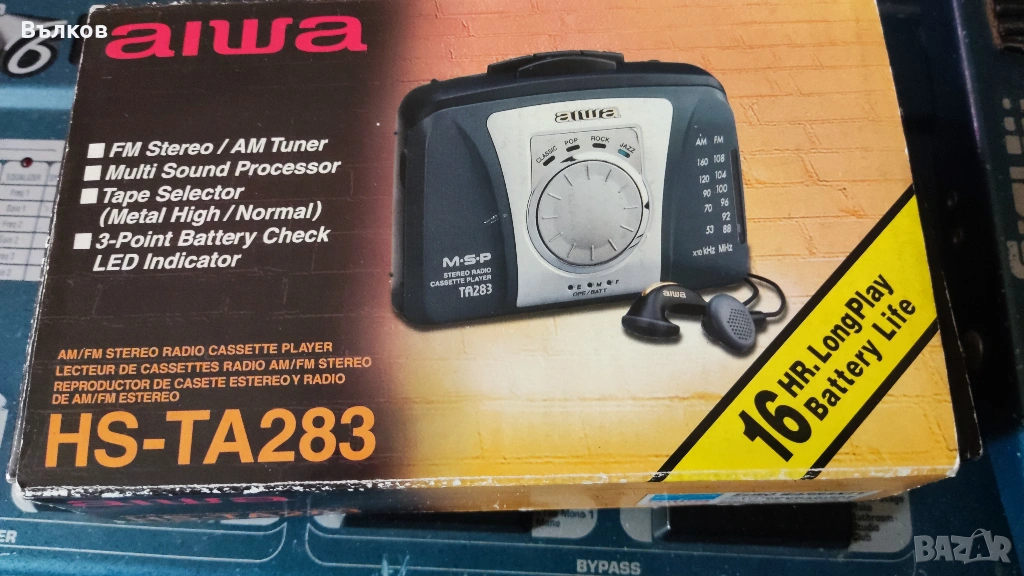 Вълков
aiwa
FM Stereo / AM Tuner
Multi Sound Processor
Tape Selector
(Metal High / Normal)
3-Point Battery Check
LED Indicator
AM/FM STEREO RADIO CASSETTE PLAYER
LECTEUR DE CASSETTES RADIO AM/FM STEREO
REPRODUCTOR DE CASETE ESTEREO Y RADIO
DE AM/FM ESTEREO
HS-TA283
aiwa
CLASSIC POP ROCK JAZZ
AM FM
160 108
120 104
90 100
70 96
92
53 88
x10 kHz MHz
M·S·P
STEREO RADIO
CASSETTE PLAYER
TA283
OPE/BATT
aiwa
16 HR. LongPlay
Battery Life
BYPASS
BAZAR